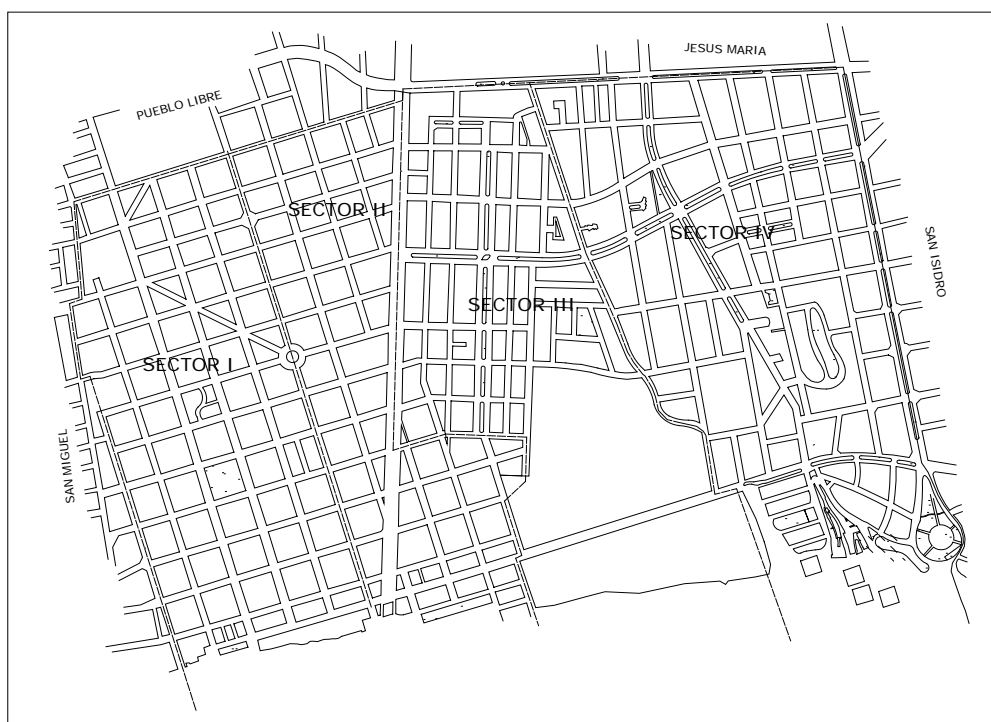 JESUS MARIA
PUEBLO LIBRE
SECTOR II
SECTOR IV
SAN ISIDRO
SECTOR III
SECTOR I
SAN MIGUEL